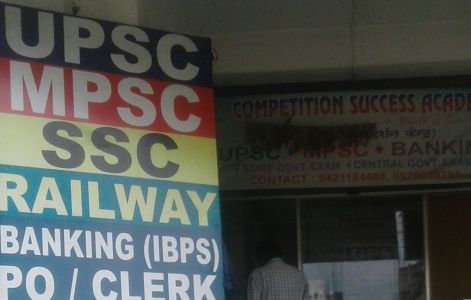 UPSC
MPSC
SSC
RAILWAY
BANKING (IBPS)
PO / CLERK
COMPETITION SUCCESS ACAD
केन्द्र)
UPSC • MPSC • BANKIN
• STATE GOVT. EXAM • CENTRAL GOVT. EXA
CONTACT :